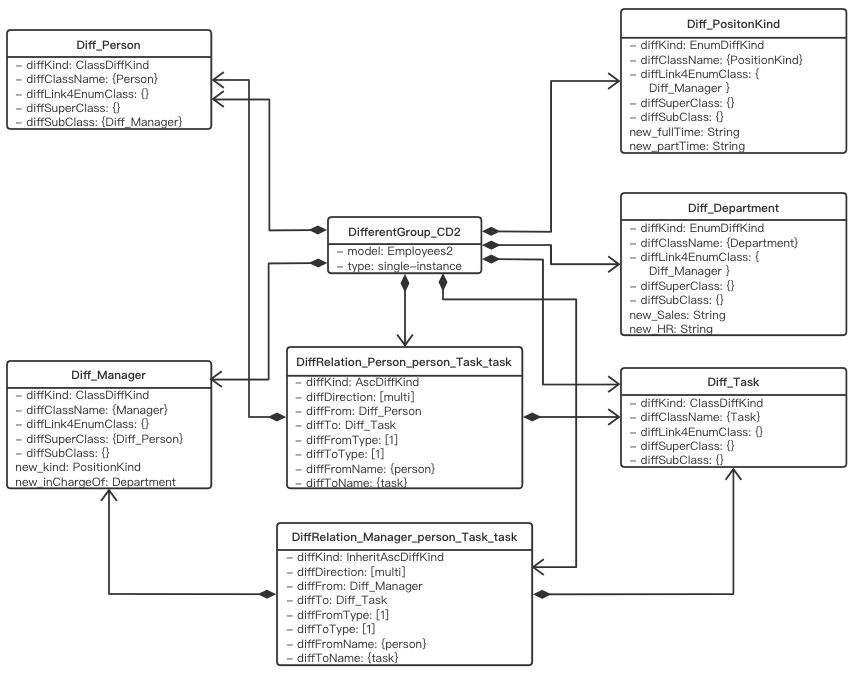 Diff_Person
– diffKind: ClassDiffKind
– diffClassName: {Person}
– diffLink4EnumClass: {}
– diffSuperClass: {}
– diffSubClass: {Diff_Manager}
Diff_PositonKind
– diffKind: EnumDiffKind
– diffClassName: {PositionKind}
– diffLink4EnumClass: {
Diff_Manager }
– diffSuperClass: {}
– diffSubClass: {}
new_fullTime: String
new_partTime: String
DifferentGroup_CD2
– model: Employees2
– type: single-instance
Diff_Department
– diffKind: EnumDiffKind
– diffClassName: {Department}
– diffLink4EnumClass: {
Diff_Manager }
– diffSuperClass: {}
– diffSubClass: {}
new_Sales: String
new_HR: String
Diff_Manager
– diffKind: ClassDiffKind
– diffClassName: {Manager}
– diffLink4EnumClass: {}
– diffSuperClass: {Diff_Person}
– diffSubClass: {}
new_kind: PositionKind
new_inChargeOf: Department
DiffRelation_Person_person_Task_task
– diffKind: AscDiffKind
– diffDirection: [multi]
– diffFrom: Diff_Person
– diffTo: Diff_Task
– diffFromType: [1]
– diffToType: [1]
– diffFromName: {person}
– diffToName: {task}
Diff_Task
– diffKind: ClassDiffKind
– diffClassName: {Task}
– diffLink4EnumClass: {}
– diffSuperClass: {}
– diffSubClass: {}
DiffRelation_Manager_person_Task_task
– diffKind: InheritAscDiffKind
– diffDirection: [multi]
– diffFrom: Diff_Manager
– diffTo: Diff_Task
– diffFromType: [1]
– diffToType: [1]
– diffFromName: {person}
– diffToName: {task}